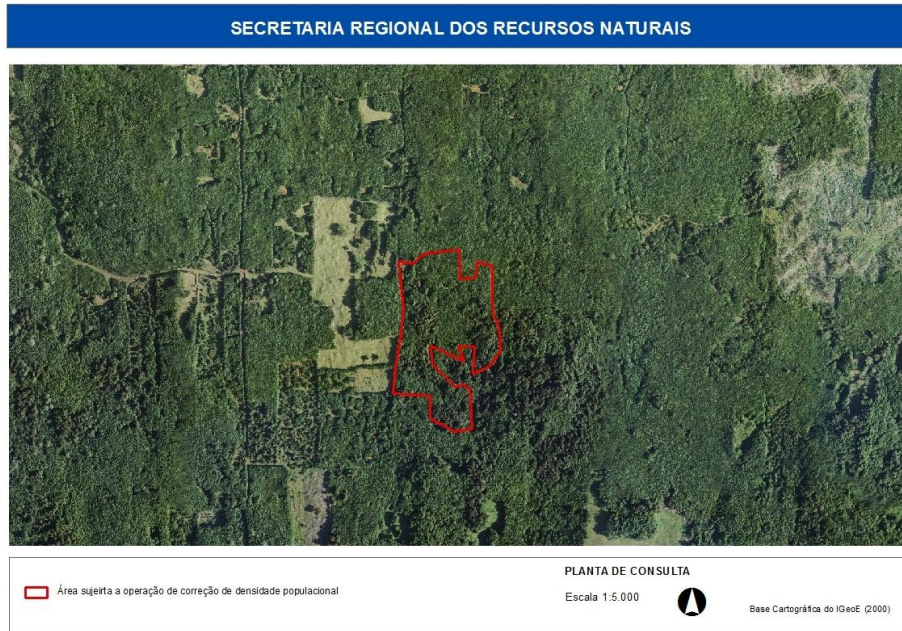 SECRETARIA REGIONAL DOS RECURSOS NATURAIS
Área sujeirta a operação de correção de densidade populacional
PLANTA DE CONSULTA
Escala 1:5.000
Base Cartográfica do IGeoE (2000)